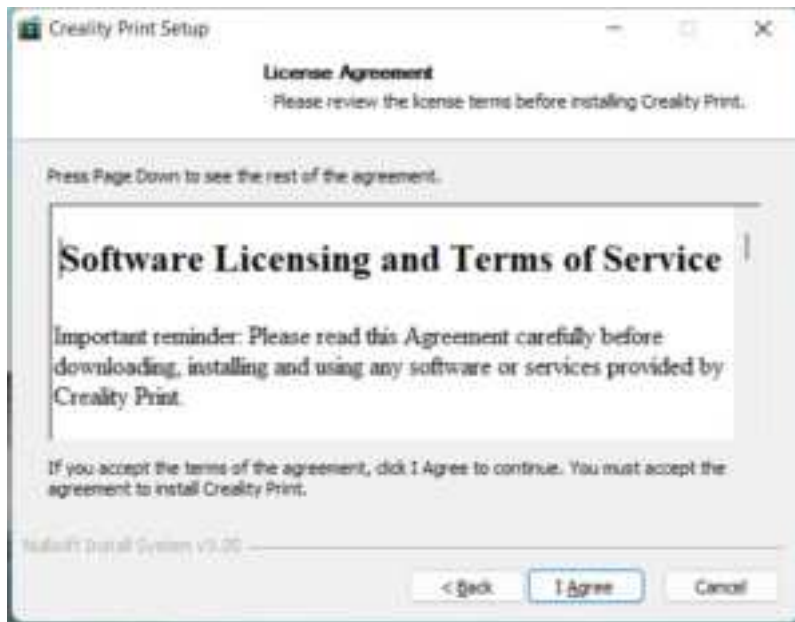 Creality Print Setup
License Agreement
Please review the license terms before installing Creality Print.
Press Page Down to see the rest of the agreement.
Software Licensing and Terms of Service
Important reminder: Please read this Agreement carefully before
downloading, installing and using any software or services provided by
Creality Print.
If you accept the terms of the agreement, click I Agree to continue. You must accept the
agreement to install Creality Print.
Nullsoft Install System
< Back
I Agree
Cancel